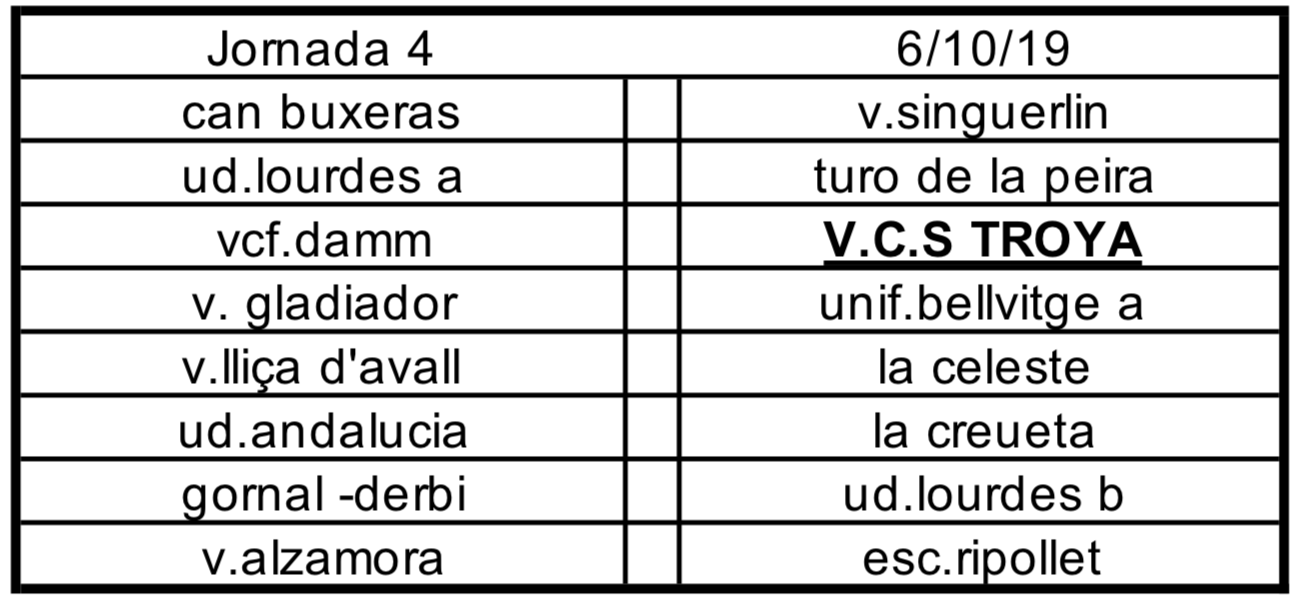 Jornada 4 6/10/19
can buxeras v.singuerlin
ud.lourdes a turo de la peira
vcf.damm V.C.S TROYA
v. gladiador unif.bellvitge a
v.lliça d'avall la celeste
ud.andalucia la creueta
gornal -derbi ud.lourdes b
v.alzamora esc.ripollet